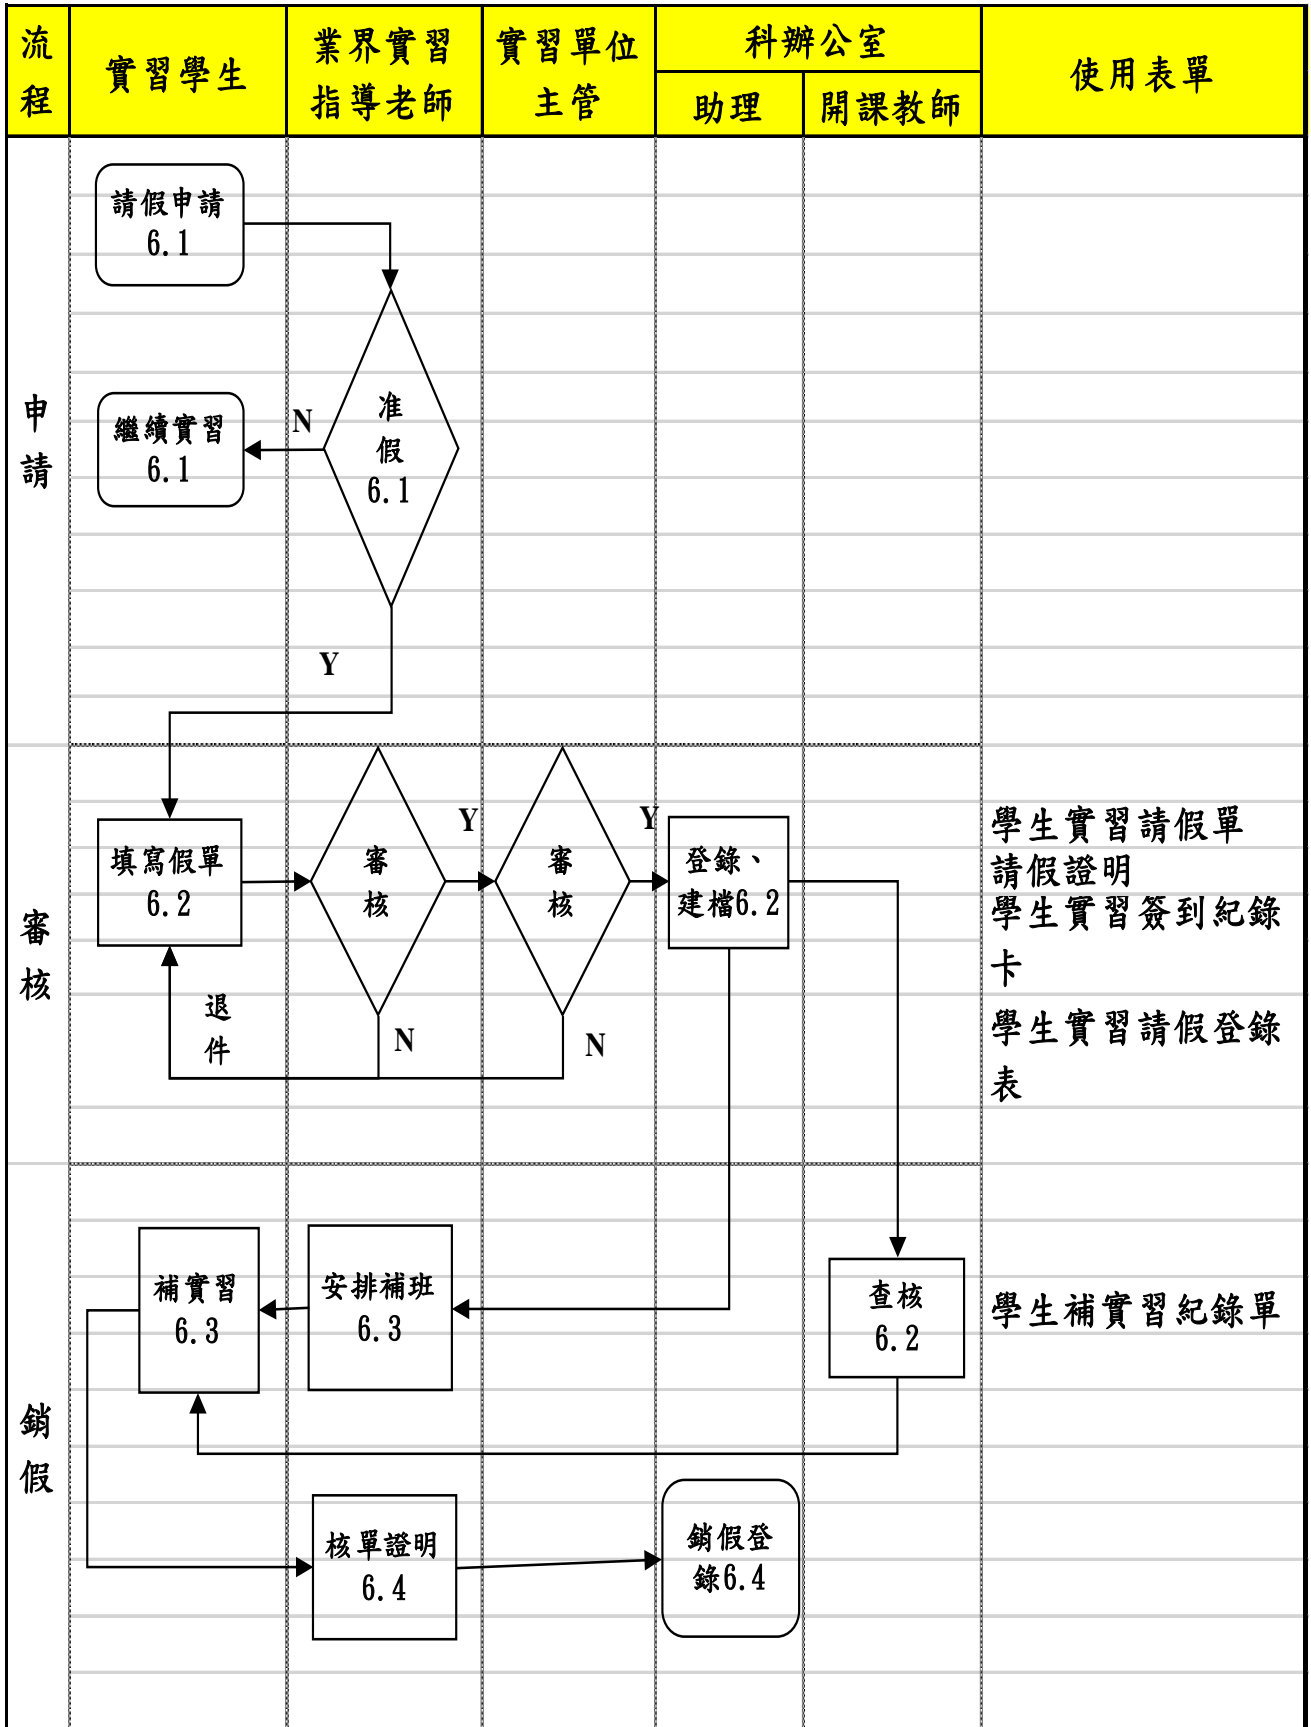 流
程
實習學生
業界實習
指導老師
實習單位
主管
科辦公室
助理
開課教師
使用表單
申
請
請假申請
6.1
繼續實習
6.1
N
准
假
6.1
Y
審
核
填寫假單
6.2
審
核
Y
審
核
Y
登錄、
建檔6.2
退
件
N
N
學生實習請假單
請假證明
學生實習簽到紀錄
卡
學生實習請假登錄
表
銷
假
補實習
6.3
安排補班
6.3
查核
6.2
學生補實習紀錄單
核單證明
6.4
銷假登
錄6.4